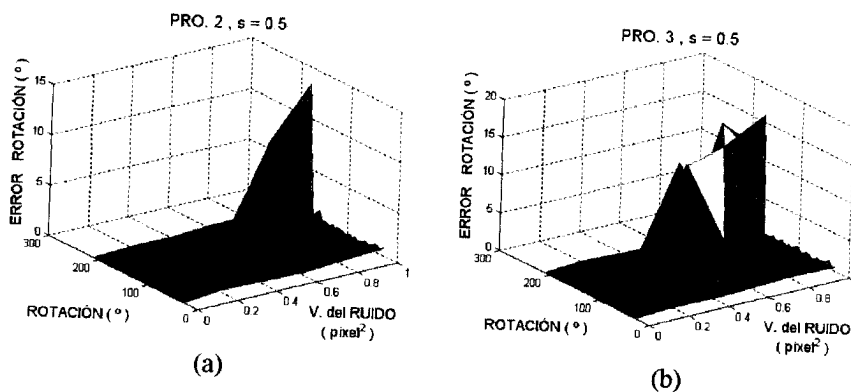 PRO. 2 , s = 0.5
ERROR ROTACIÓN ( º )
15
10
5
0
300
200
100
0
ROTACIÓN ( º )
0
0.2
0.4
0.6
0.8
1
V. del RUIDO
( pixel²)
(a)
PRO. 3 , s = 0.5
ERROR ROTACIÓN ( º )
20
15
10
5
0
300
200
100
0
ROTACIÓN ( º )
0
0.2
0.4
0.6
0.8
V. del RUIDO
( pixel²)
(b)